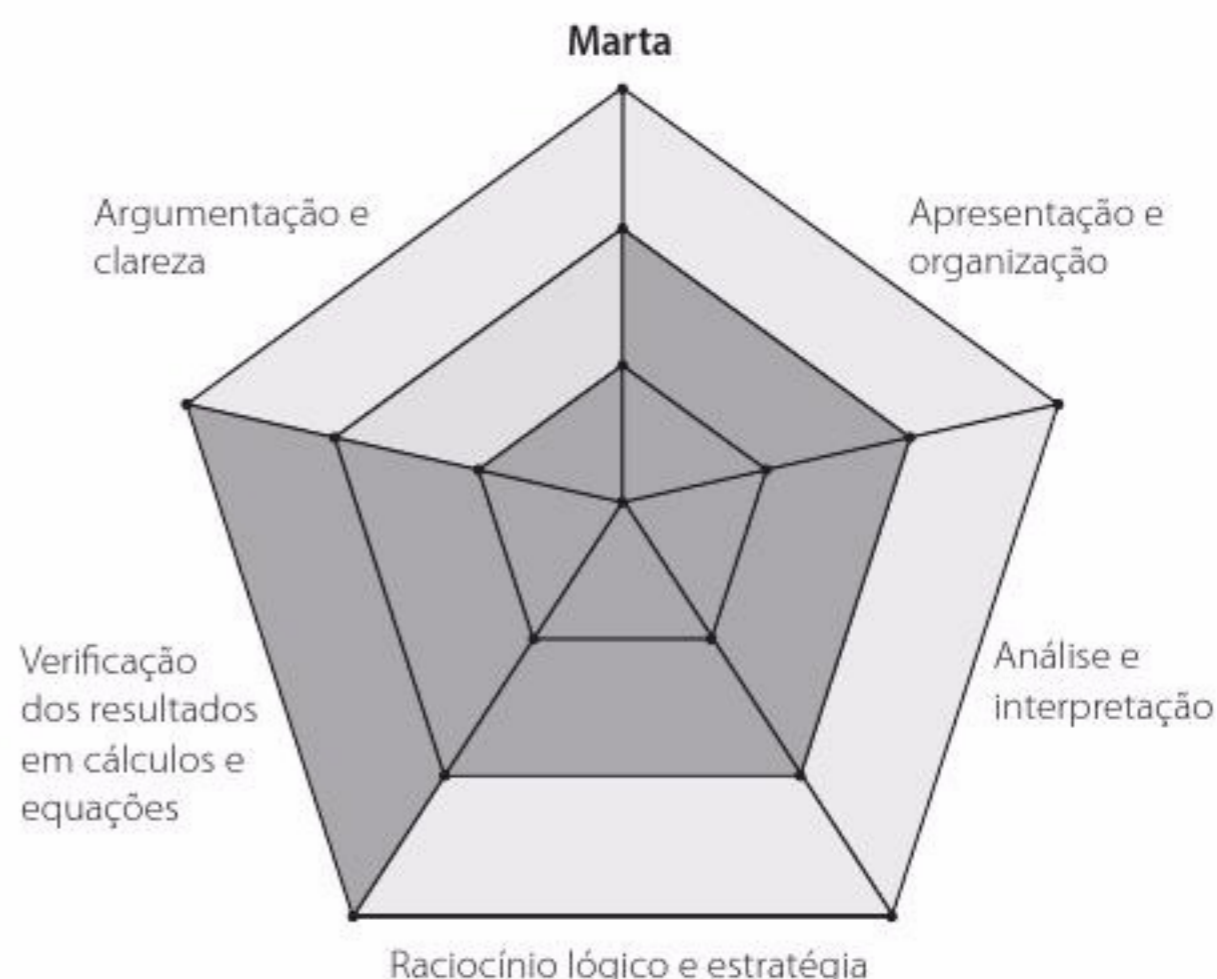 Marta
Argumentação e
clareza
Apresentação e
organização
Verificação
dos resultados
em cálculos e
equações
Análise e
interpretação
Raciocínio lógico e estratégia